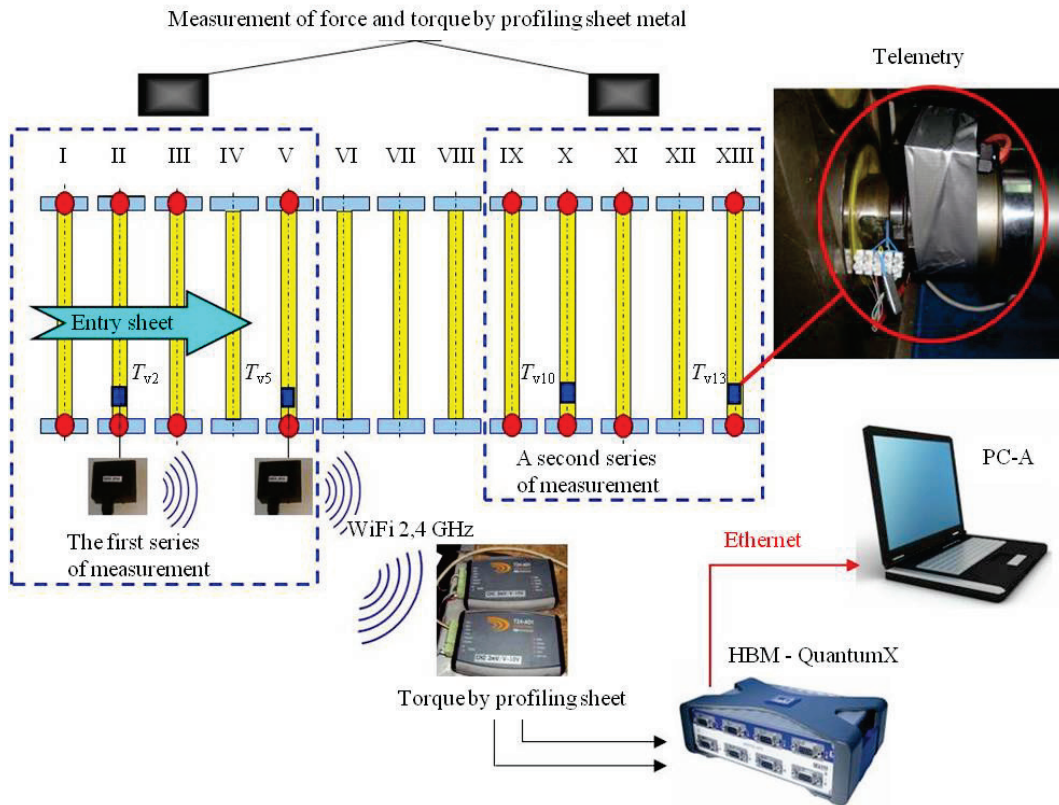 Measurement of force and torque by profiling sheet metal
Telemetry
I II III IV V VI VII VIII IX X XI XII XIII
Entry sheet
Tv2
Tv5
Tv10
Tv13
The first series
of measurement
A second series
of measurement
WiFi 2,4 GHz
PC-A
Ethernet
HBM - QuantumX
Torque by profiling sheet